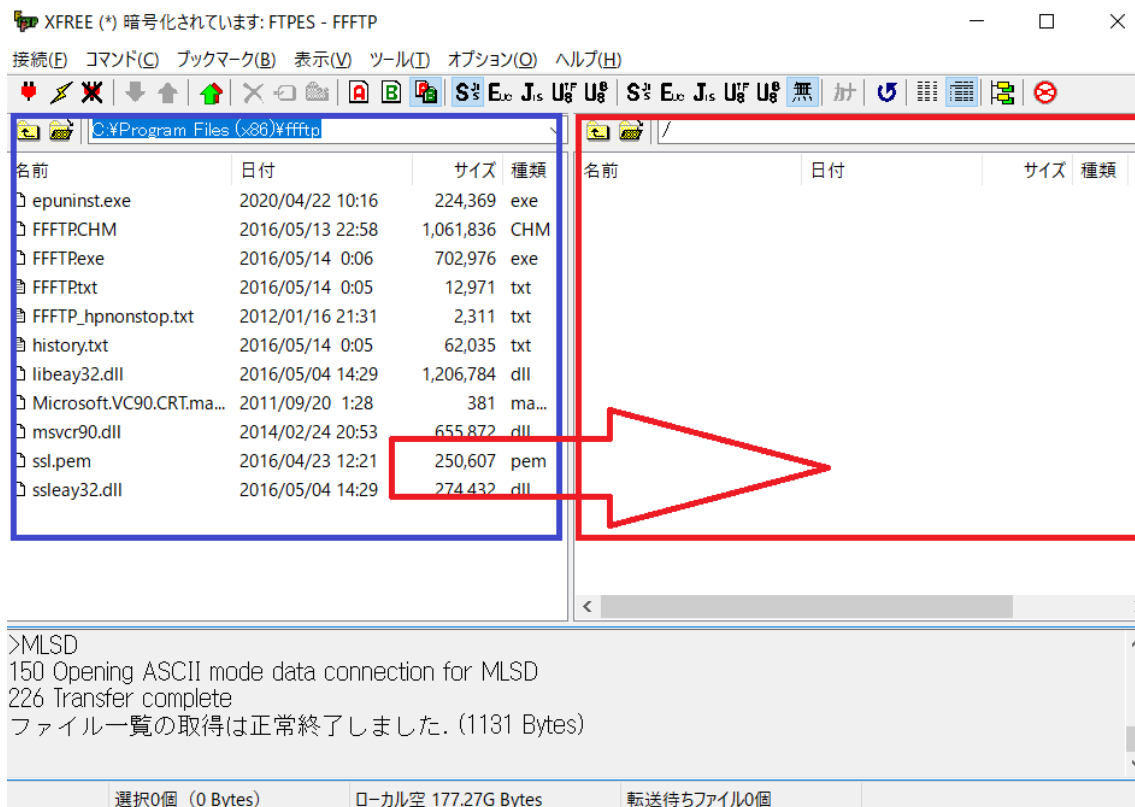 XFREE (*) 暗号化されています: FTPES - FFFTP
接続(F) コマンド(C) ブックマーク(B) 表示(V) ツール(T) オプション(O) ヘルプ(H)
C:¥Program Files (x86)¥ffftp /
名前 日付 サイズ 種類 名前 日付 サイズ 種類
epuninst.exe 2020/04/22 10:16 224,369 exe
FFFTP.CHM 2016/05/13 22:58 1,061,836 CHM
FFFTP.exe 2016/05/14 0:06 702,976 exe
FFFTP.txt 2016/05/14 0:05 12,971 txt
FFFTP_hpnonstop.txt 2012/01/16 21:31 2,311 txt
history.txt 2016/05/14 0:05 62,035 txt
libeay32.dll 2016/05/04 14:29 1,206,784 dll
Microsoft.VC90.CRT.ma... 2011/09/20 1:28 381 ma...
msvcr90.dll 2014/02/24 20:53 655,872 dll
ssl.pem 2016/04/23 12:21 250,607 pem
ssleay32.dll 2016/05/04 14:29 274,432 dll
>MLSD
150 Opening ASCII mode data connection for MLSD
226 Transfer complete
ファイル一覧の取得は正常終了しました. (1131 Bytes)
選択0個 (0 Bytes) ローカル空 177.27G Bytes 転送待ちファイル0個